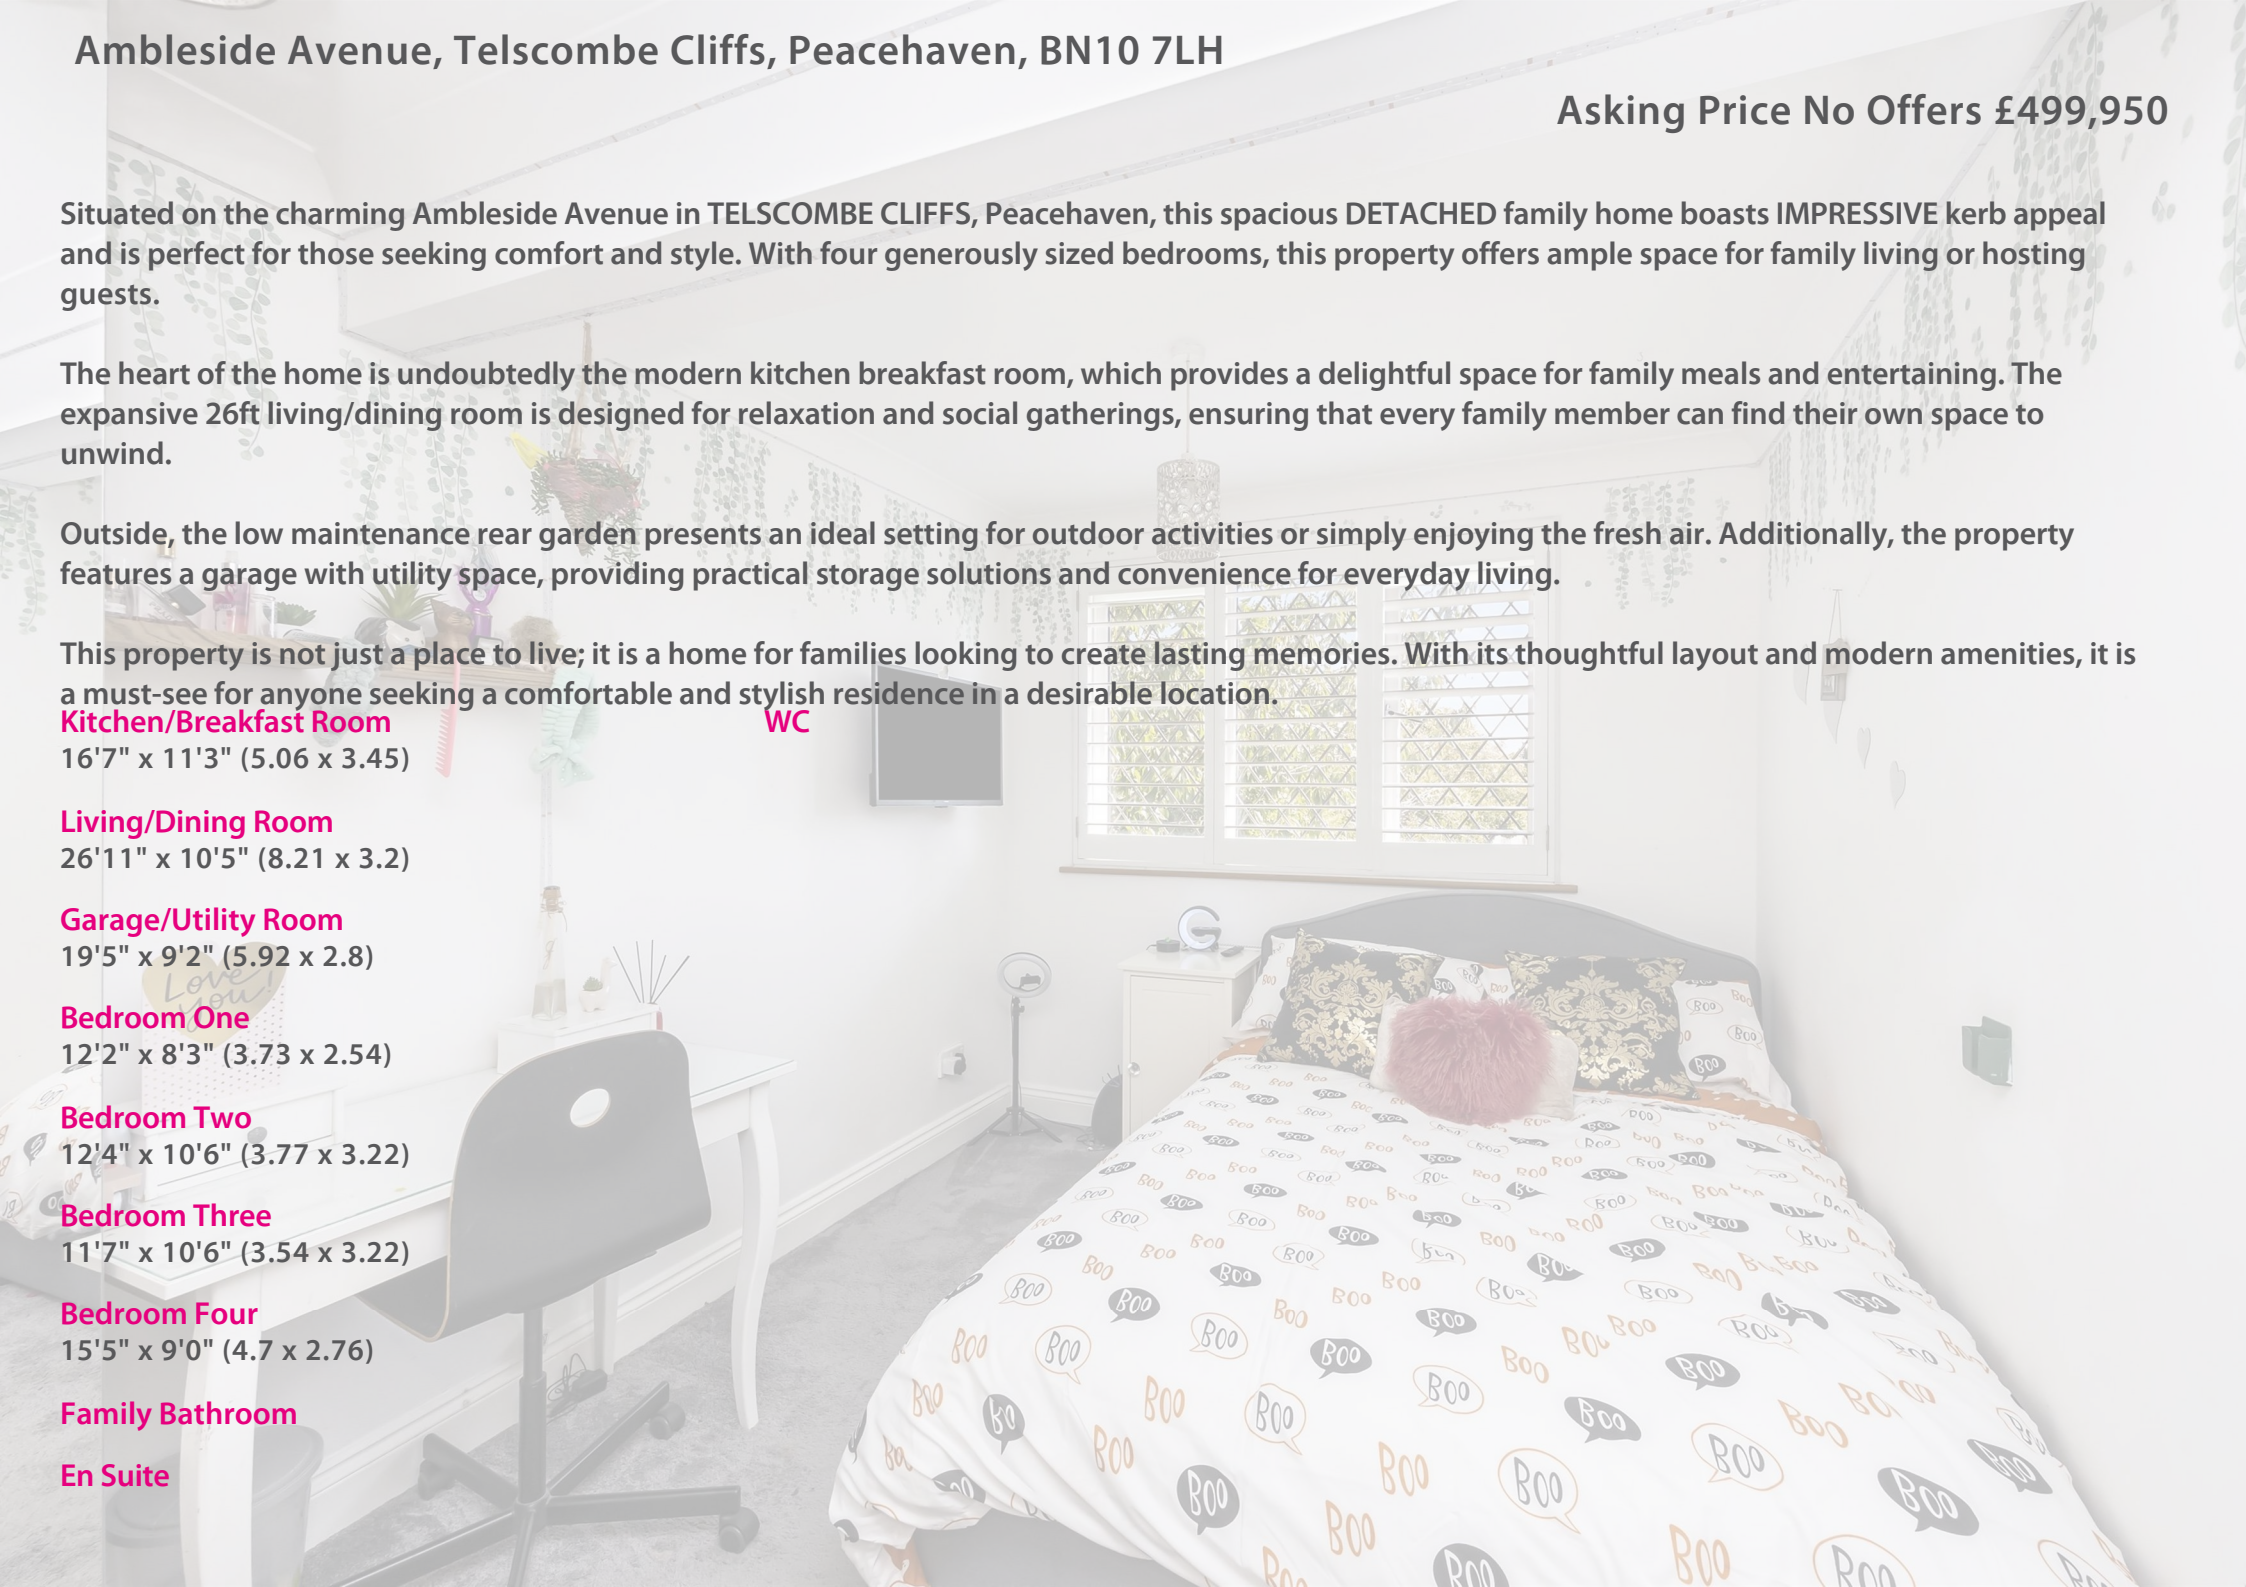 Ambleside Avenue, Telscombe Cliffs, Peacehaven, BN10 7LH
Asking Price No Offers £499,950
Situated on the charming Ambleside Avenue in TELSCOMBE CLIFFS, Peacehaven, this spacious DETACHED family home boasts IMPRESSIVE kerb appeal
and is perfect for those seeking comfort and style. With four generously sized bedrooms, this property offers ample space for family living or hosting
guests.
The heart of the home is undoubtedly the modern kitchen breakfast room, which provides a delightful space for family meals and entertaining. The
expansive 26ft living/dining room is designed for relaxation and social gatherings, ensuring that every family member can find their own space to
unwind.
Outside, the low maintenance rear garden presents an ideal setting for outdoor activities or simply enjoying the fresh air. Additionally, the property
features a garage with utility space, providing practical storage solutions and convenience for everyday living.
This property is not just a place to live; it is a home for families looking to create lasting memories. With its thoughtful layout and modern amenities, it is
a must-see for anyone seeking a comfortable and stylish residence in a desirable location.
Kitchen/Breakfast Room
16'7" x 11'3" (5.06 x 3.45)
Living/Dining Room
26'11" x 10'5" (8.21 x 3.2)
Garage/Utility Room
19'5" x 9'2" (5.92 x 2.8)
Bedroom One
12'2" x 8'3" (3.73 x 2.54)
Bedroom Two
12'4" x 10'6" (3.77 x 3.22)
Bedroom Three
11'7" x 10'6" (3.54 x 3.22)
Bedroom Four
15'5" x 9'0" (4.7 x 2.76)
Family Bathroom
En Suite
WC
Love
You!
BOO